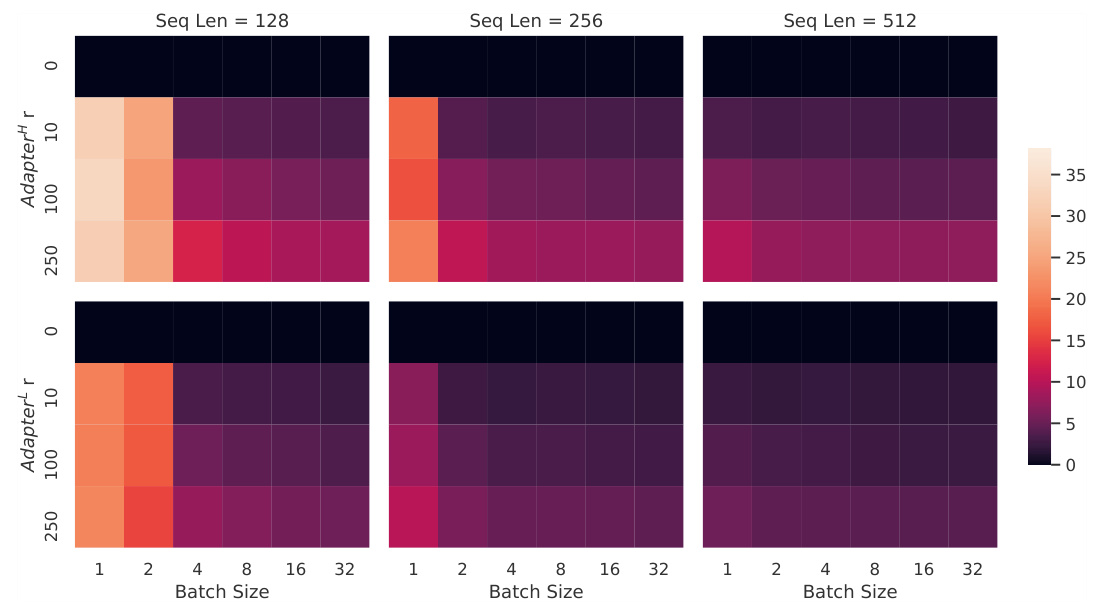 Seq Len = 128
Seq Len = 256
Seq Len = 512
Adapter^H r
0
10
100
250
Adapter^L r
0
10
100
250
1 2 4 8 16 32
1 2 4 8 16 32
1 2 4 8 16 32
Batch Size
Batch Size
Batch Size
35
30
25
20
15
10
5
0